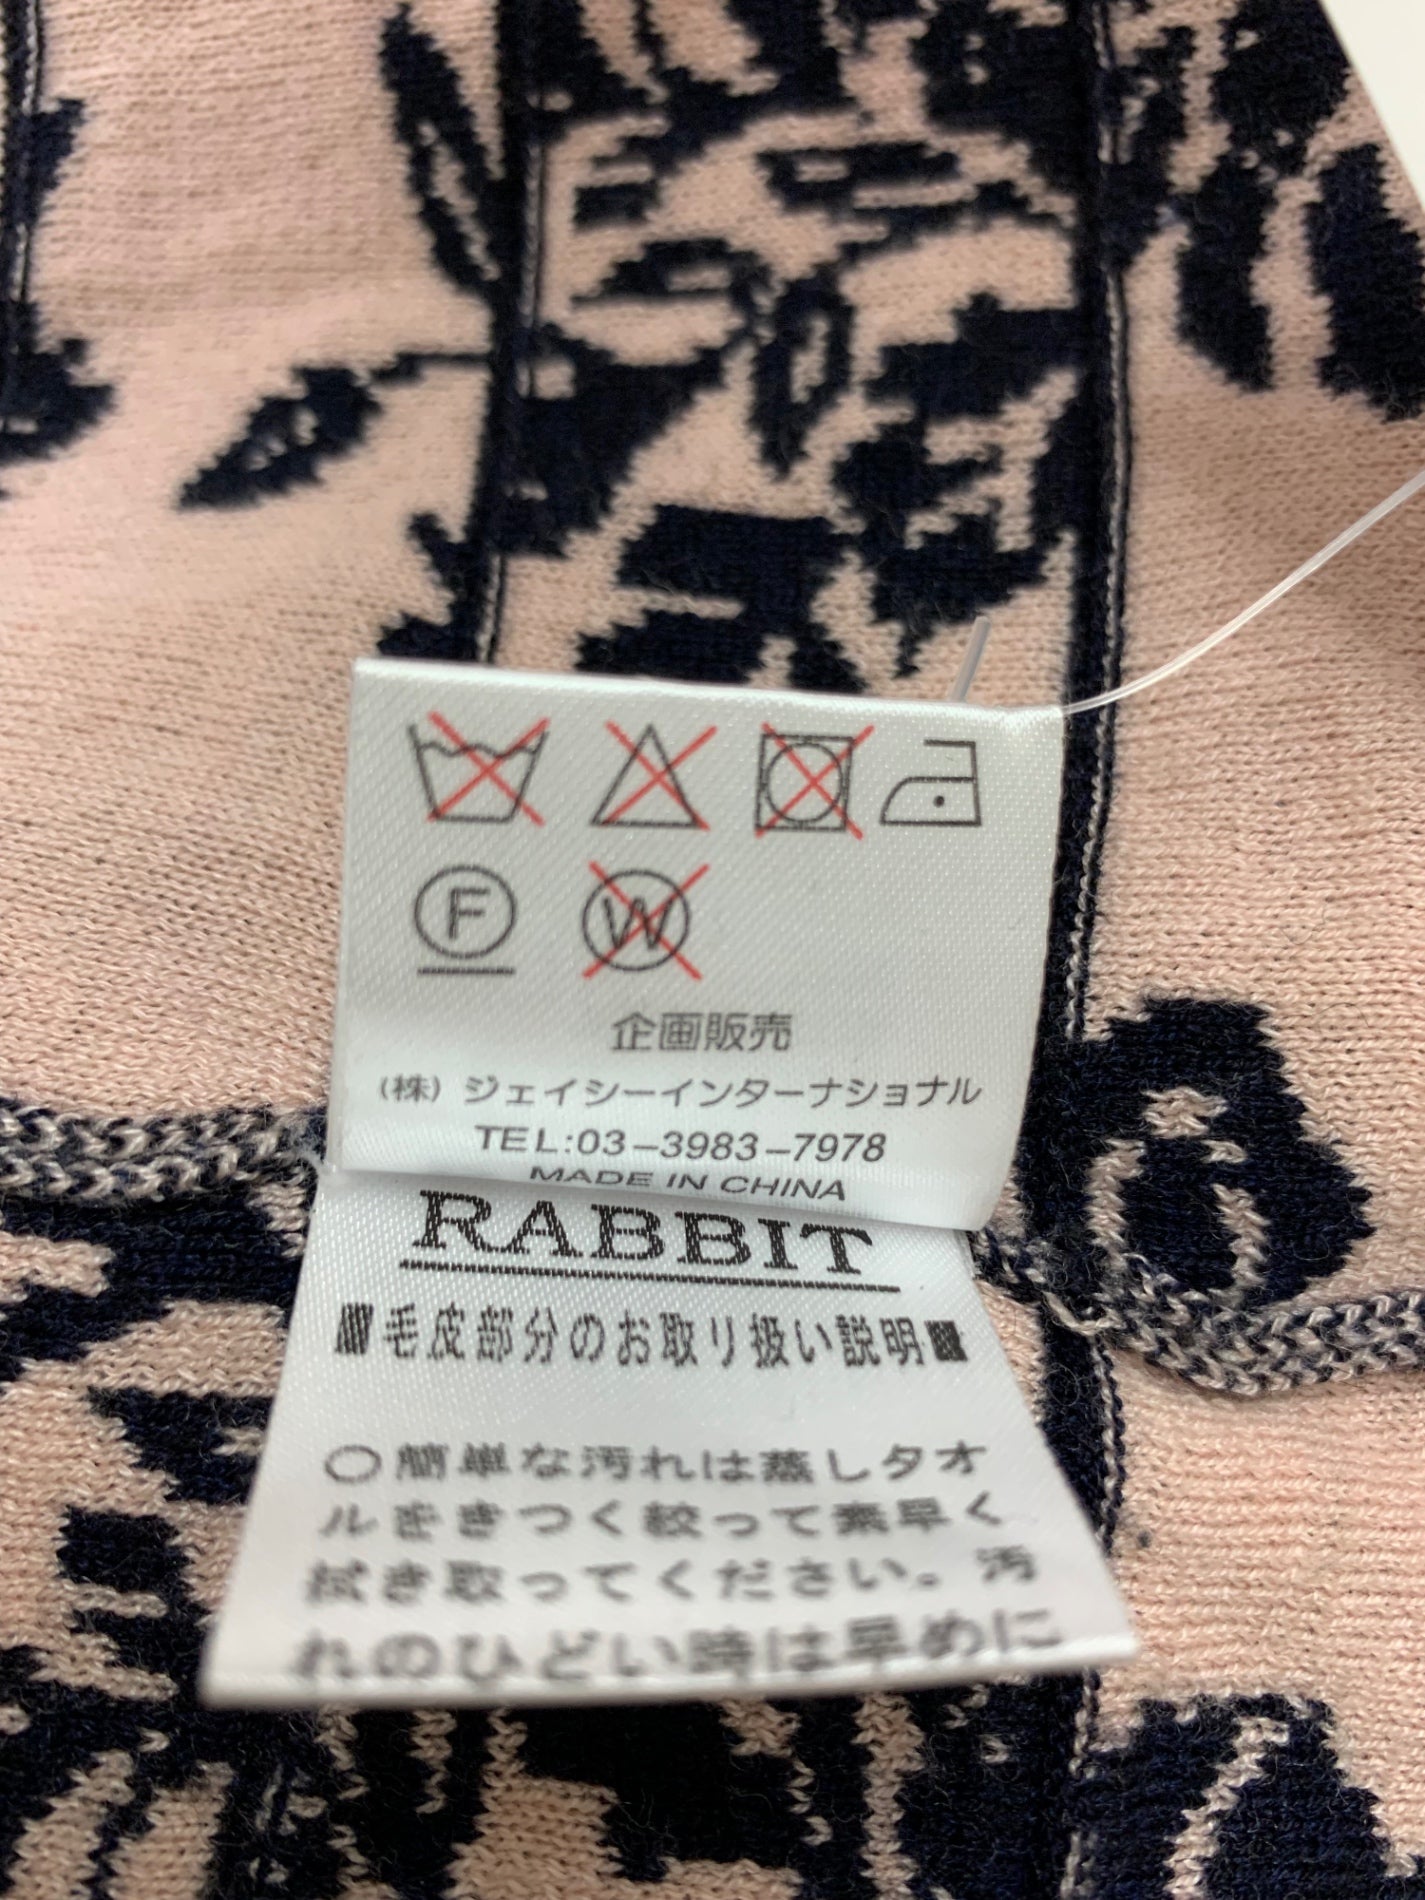 F W
企画販売
(株) ジェイシーインターナショナル
TEL:03-3983-7978
MADE IN CHINA
RABBIT
■毛皮部分のお取り扱い説明■
○簡単な汚れは蒸しタオ
ルをきつく絞って素早く
拭き取ってください。汚
れのひどい時は早めに